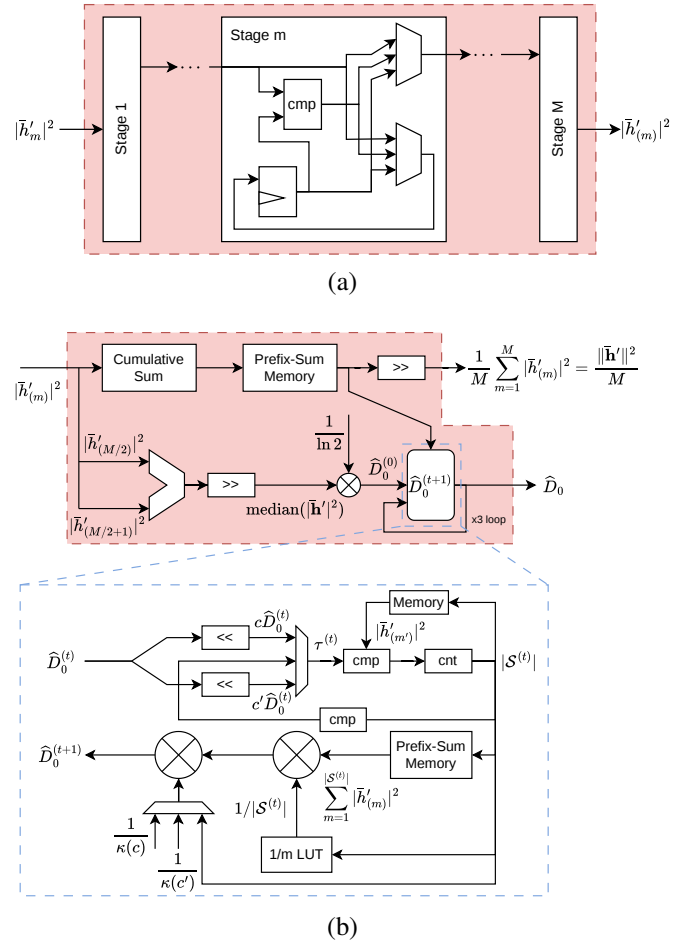 Stage m
Stage 1
cmp
Stage M
|h̄′_m|²
|h̄′_(m)|²
(a)
Cumulative
Sum
Prefix-Sum
Memory
>>
1/M ∑_{m=1}^{M} |h̄′_(m)|² = ‖h̄′‖²/M
|h̄′_(m)|²
1/ln 2
|h̄′_(M/2)|²
D̂_0^(0)
D̂_0^(t+1)
D̂_0
>>
|h̄′_(M/2+1)|²
median(|h̄′|²)
x3 loop
Memory
cD̂_0^(t)
<<
τ^(t)
|h̄′_(m′)|²
D̂_0^(t)
cmp
cnt
|S^(t)|
<<
c′D̂_0^(t)
cmp
D̂_0^(t+1)
Prefix-Sum
Memory
1/|S^(t)|
∑_{m=1}^{|S^(t)|} |h̄′_(m)|²
1/κ(c)
1/κ(c′)
1/m LUT
(b)